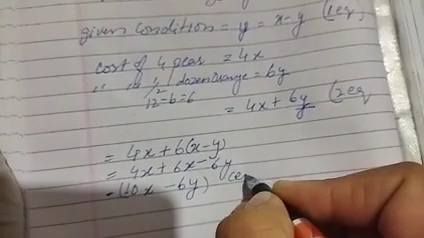 given condition = y = x-y (1eq
cost of 4 pear = 4x
" " 1/2 dozen orange = 6y
12÷6=6
= 4x + 6y (2eq
= 4x + 6(x-y)
= 4x + 6x - 6y
= (10x - 6y)